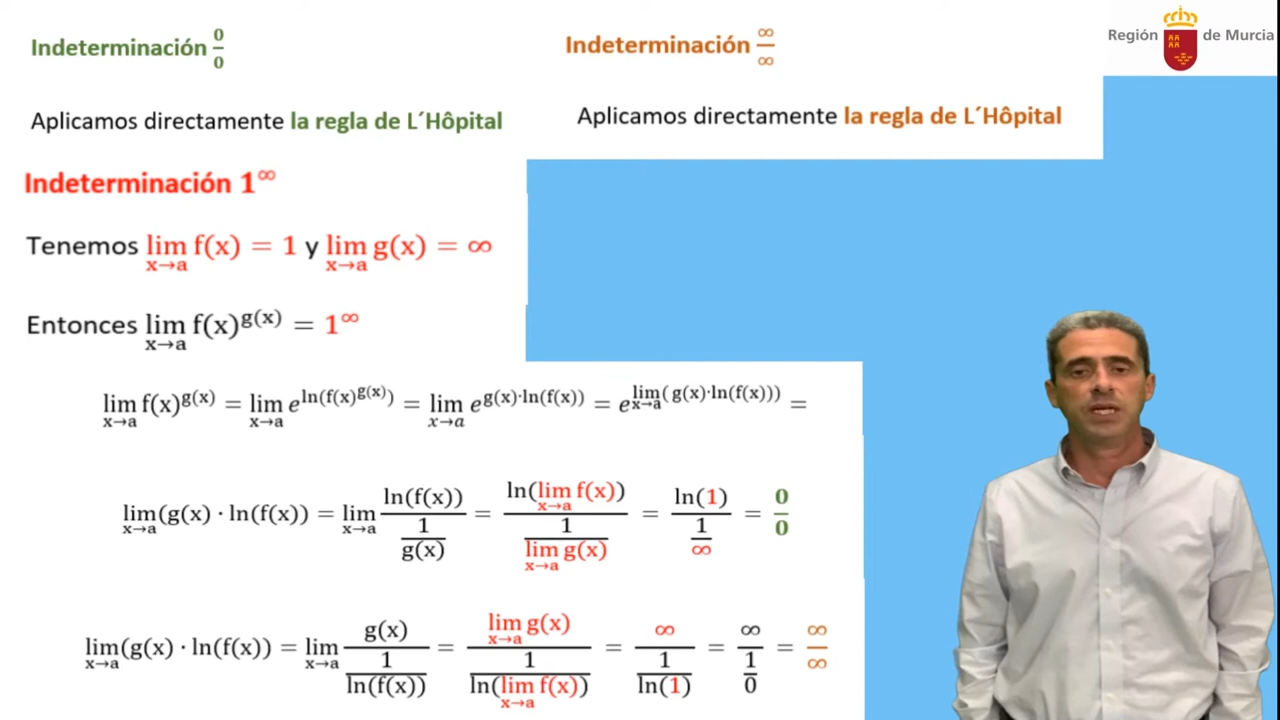 Indeterminación 0/0
Indeterminación ∞/∞
Región de Murcia
Aplicamos directamente la regla de L´Hôpital
Aplicamos directamente la regla de L´Hôpital
Indeterminación 1^∞
Tenemos lim_{x→a} f(x) = 1 y lim_{x→a} g(x) = ∞
Entonces lim_{x→a} f(x)^{g(x)} = 1^∞
lim_{x→a} f(x)^{g(x)} = lim_{x→a} e^{ln(f(x)^{g(x)})} = lim_{x→a} e^{g(x)·ln(f(x))} = e^{lim_{x→a}(g(x)·ln(f(x)))} =
lim_{x→a}(g(x) · ln(f(x)) = lim_{x→a} ln(f(x))/(1/g(x)) = ln(lim_{x→a} f(x))/(1/lim_{x→a} g(x)) = ln(1)/(1/∞) = 0/0
lim_{x→a}(g(x) · ln(f(x)) = lim_{x→a} g(x)/(1/ln(f(x))) = lim_{x→a} g(x)/(1/ln(lim_{x→a} f(x))) = ∞/(1/ln(1)) = ∞/(1/0) = ∞/∞